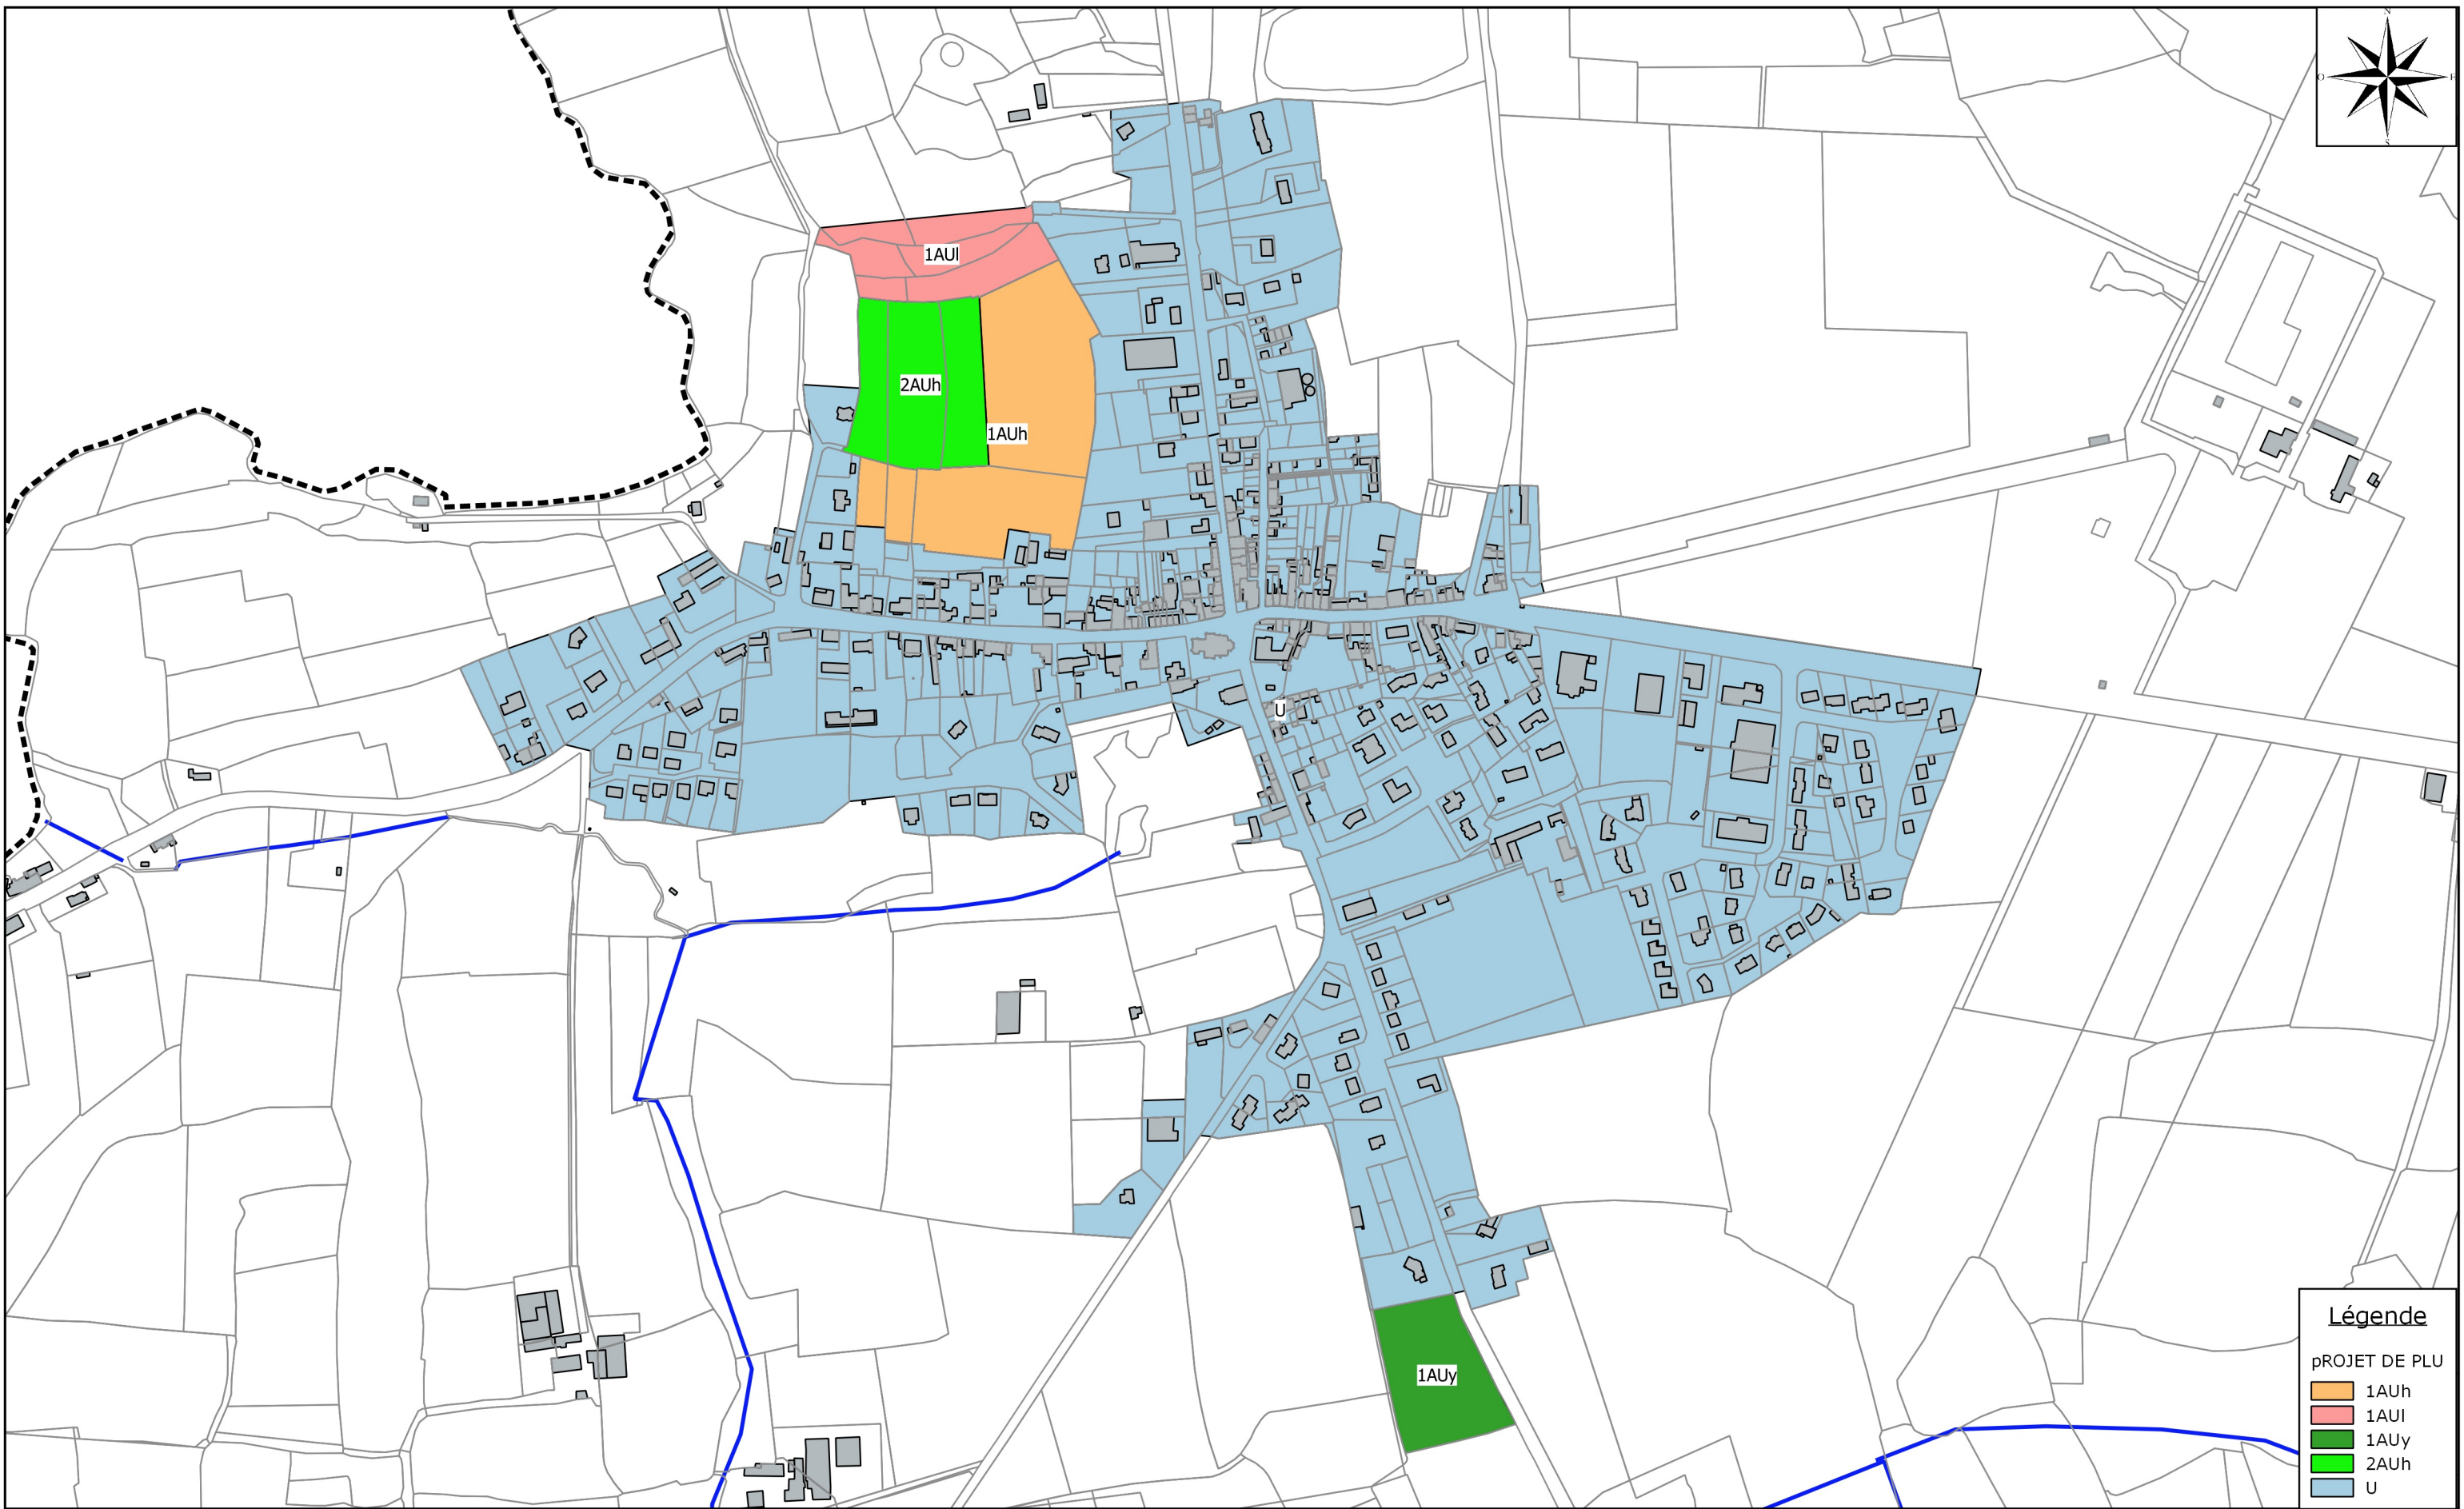 N
O
E
S
1AUl
2AUh
1AUh
U
1AUy
Légende
pROJET DE PLU
1AUh
1AUl
1AUy
2AUh
U